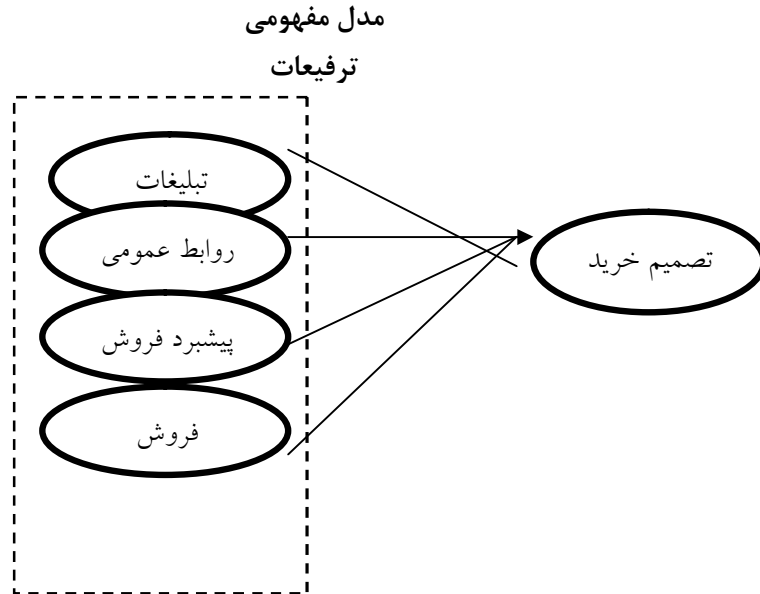 مدل مفهومی
ترفیعات
تبلیغات
روابط عمومی
پیشبرد فروش
فروش
تصمیم خرید